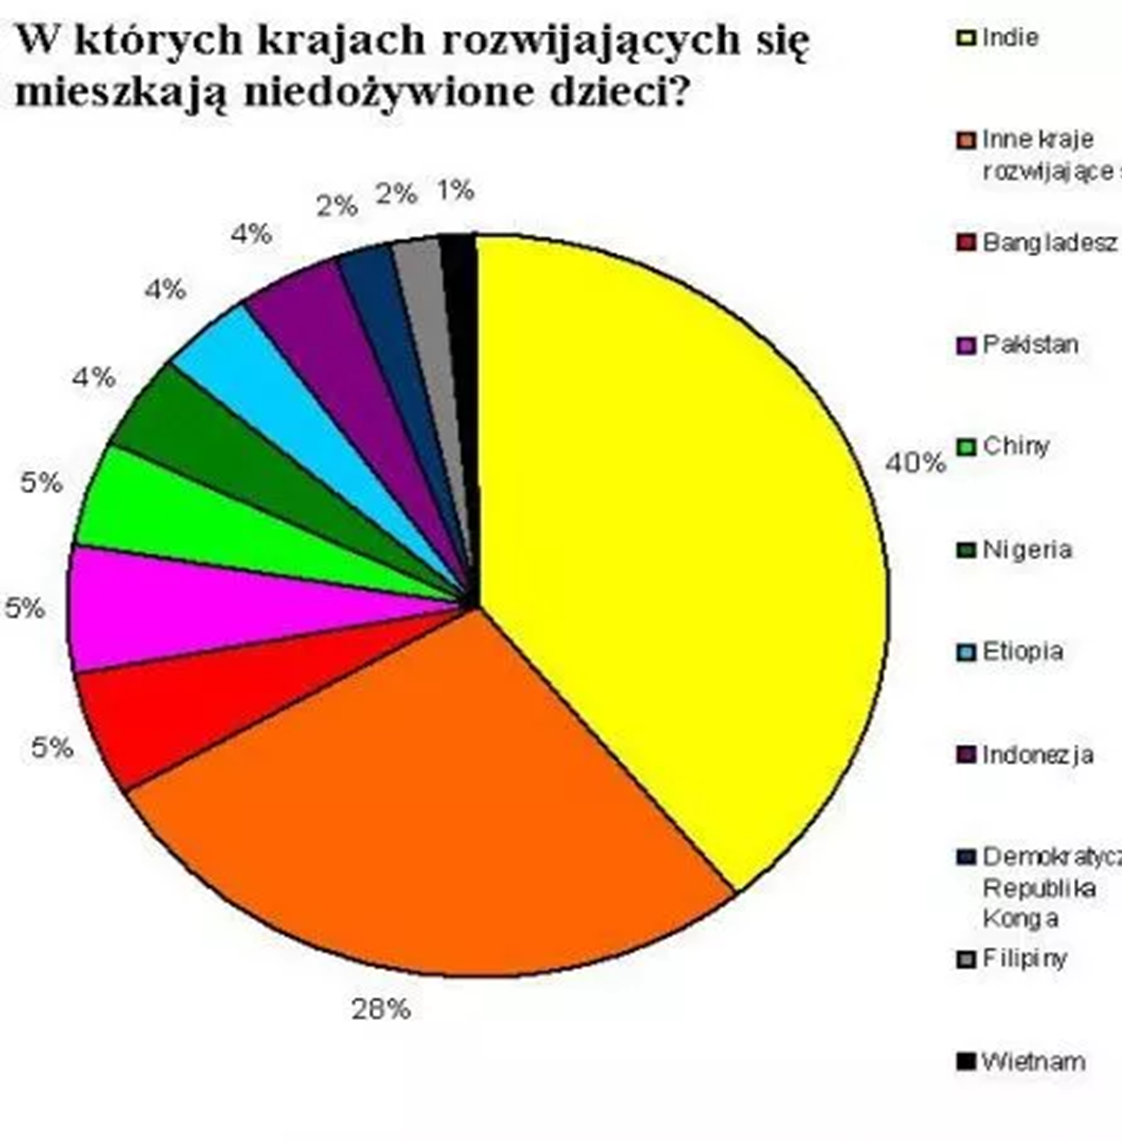 W których krajach rozwijających się
mieszkają niedożywione dzieci?
1%
2%
2%
4%
4%
4%
5%
5%
5%
28%
40%
Indie
Inne kraje
rozwijające
Bangladesz
Pakistan
Chiny
Nigeria
Etiopia
Indonezja
Demokratycz
Republika
Konga
Filipiny
Wietnam